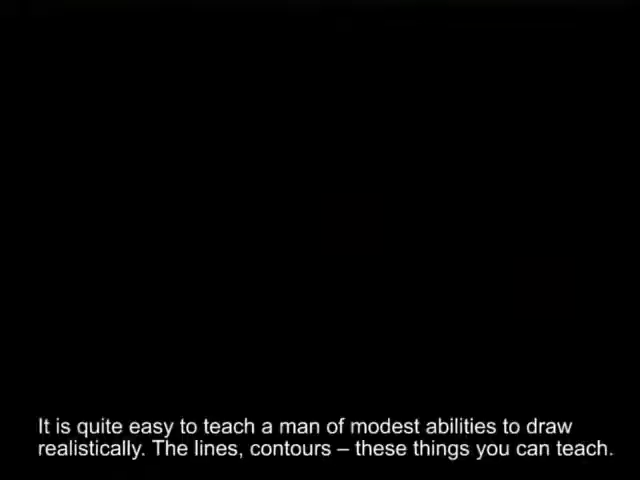 It is quite easy to teach a man of modest abilities to draw
realistically. The lines, contours – these things you can teach.